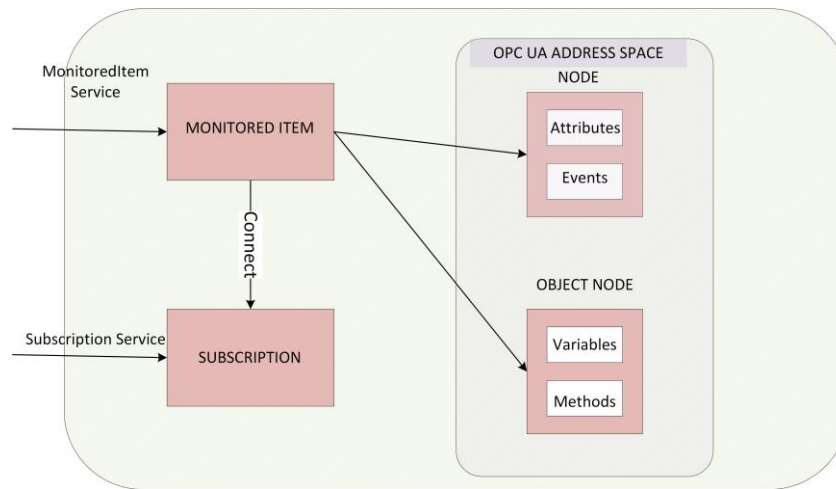 OPC UA ADDRESS SPACE
NODE
MonitoredItem
Service
MONITORED ITEM
Attributes
Events
Connect
OBJECT NODE
Subscription Service
SUBSCRIPTION
Variables
Methods